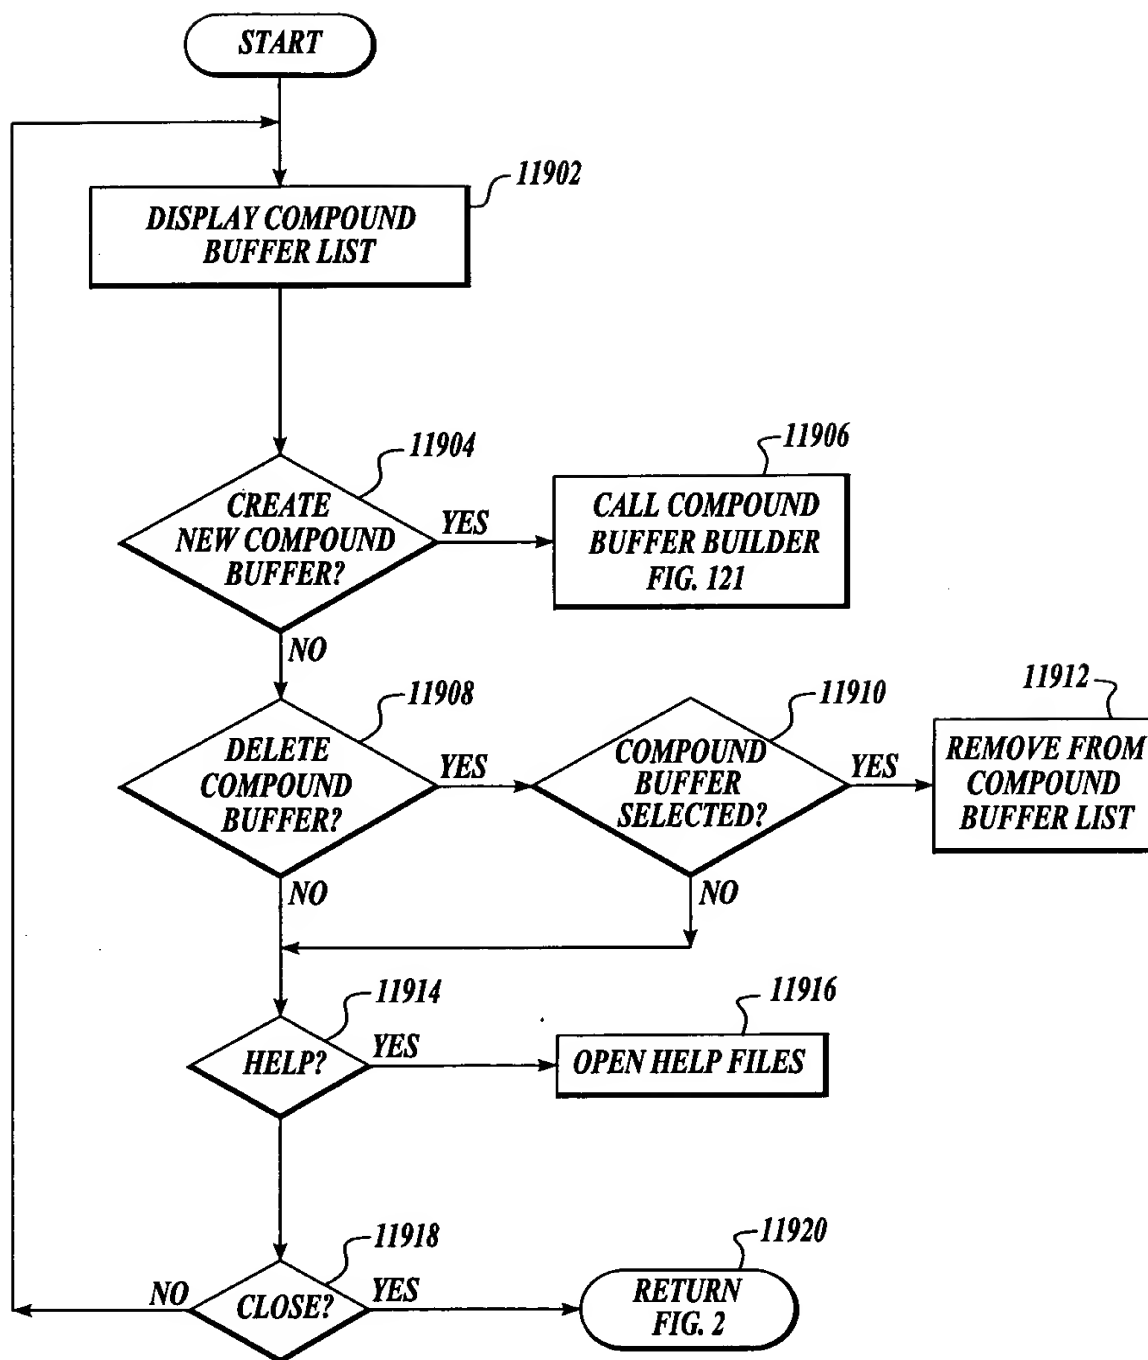 START
11902
DISPLAY COMPOUND
BUFFER LIST
11904
CREATE
NEW COMPOUND
BUFFER?
YES
11906
CALL COMPOUND
BUFFER BUILDER
FIG. 121
NO
11908
DELETE
COMPOUND
BUFFER?
YES
11910
COMPOUND
BUFFER
SELECTED?
YES
11912
REMOVE FROM
COMPOUND
BUFFER LIST
NO
NO
11914
HELP?
YES
11916
OPEN HELP FILES
11918
NO
CLOSE?
YES
11920
RETURN
FIG. 2